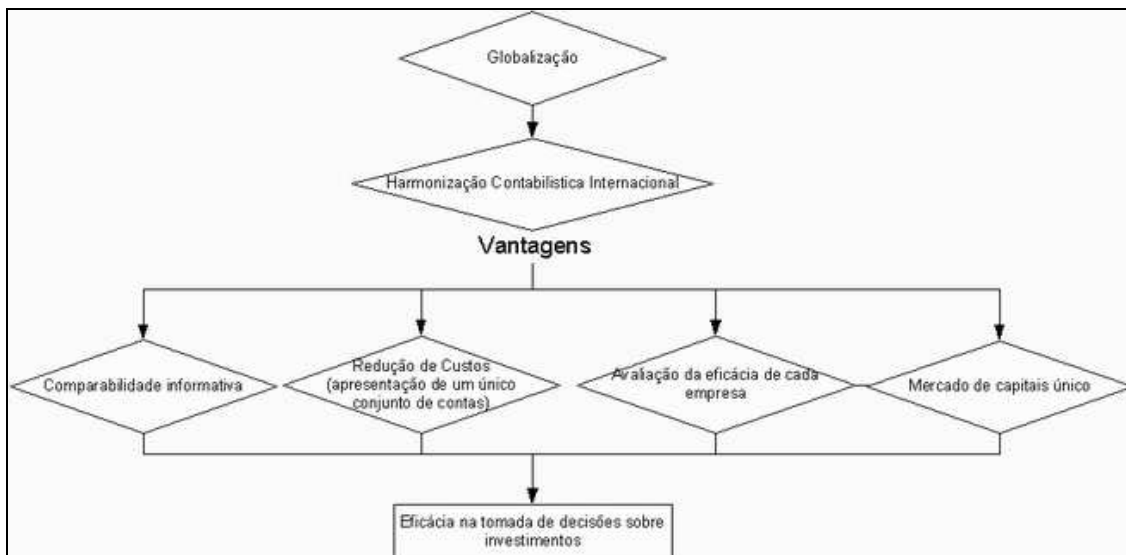 Globalização
Harmonização Contabilistica Internacional
Vantagens
Comparabilidade informativa
Redução de Custos
(apresentação de um único
conjunto de contas)
Avaliação da eficácia de cada
empresa
Mercado de capitais único
Eficácia na tomada de decisões sobre
investimentos